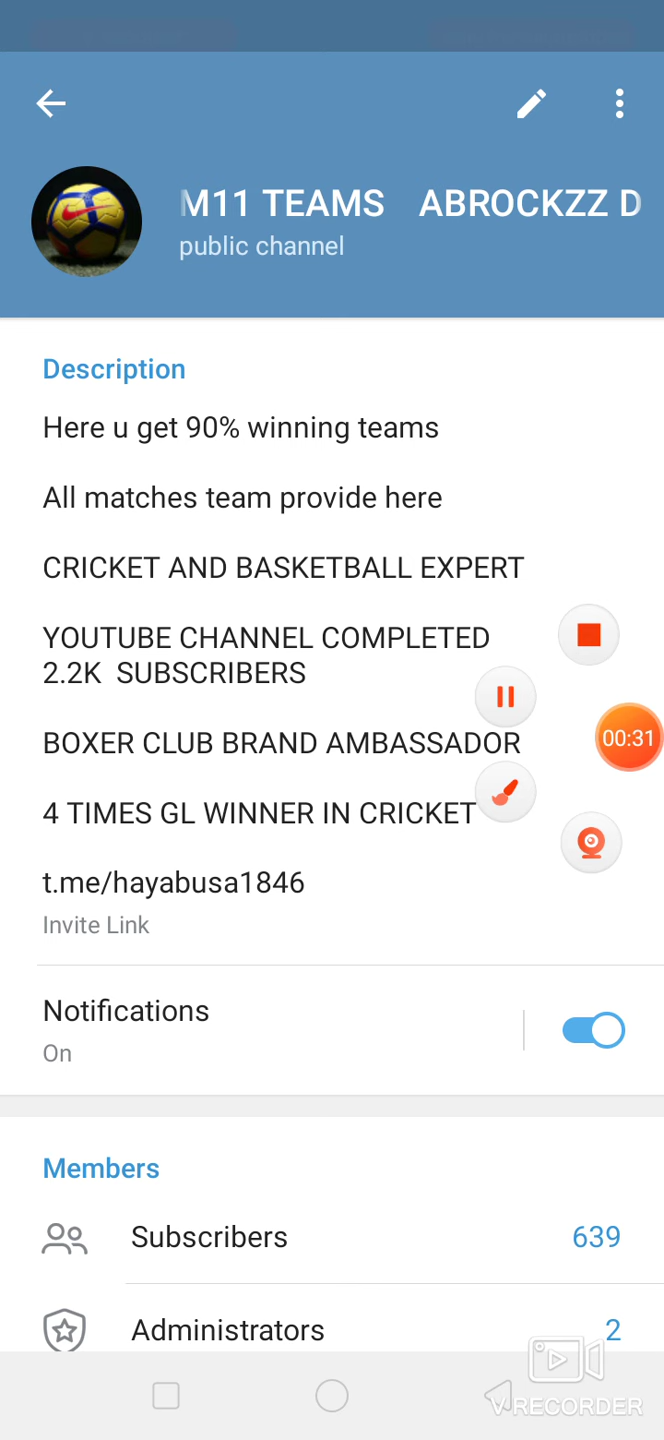 M11 TEAMS ABROCKZZ D
public channel
Description
Here u get 90% winning teams
All matches team provide here
CRICKET AND BASKETBALL EXPERT
YOUTUBE CHANNEL COMPLETED
2.2K  SUBSCRIBERS
BOXER CLUB BRAND AMBASSADOR
4 TIMES GL WINNER IN CRICKET
00:31
t.me/hayabusa1846
Invite Link
Notifications
On
Members
Subscribers 639
Administrators 2
V RECORDER